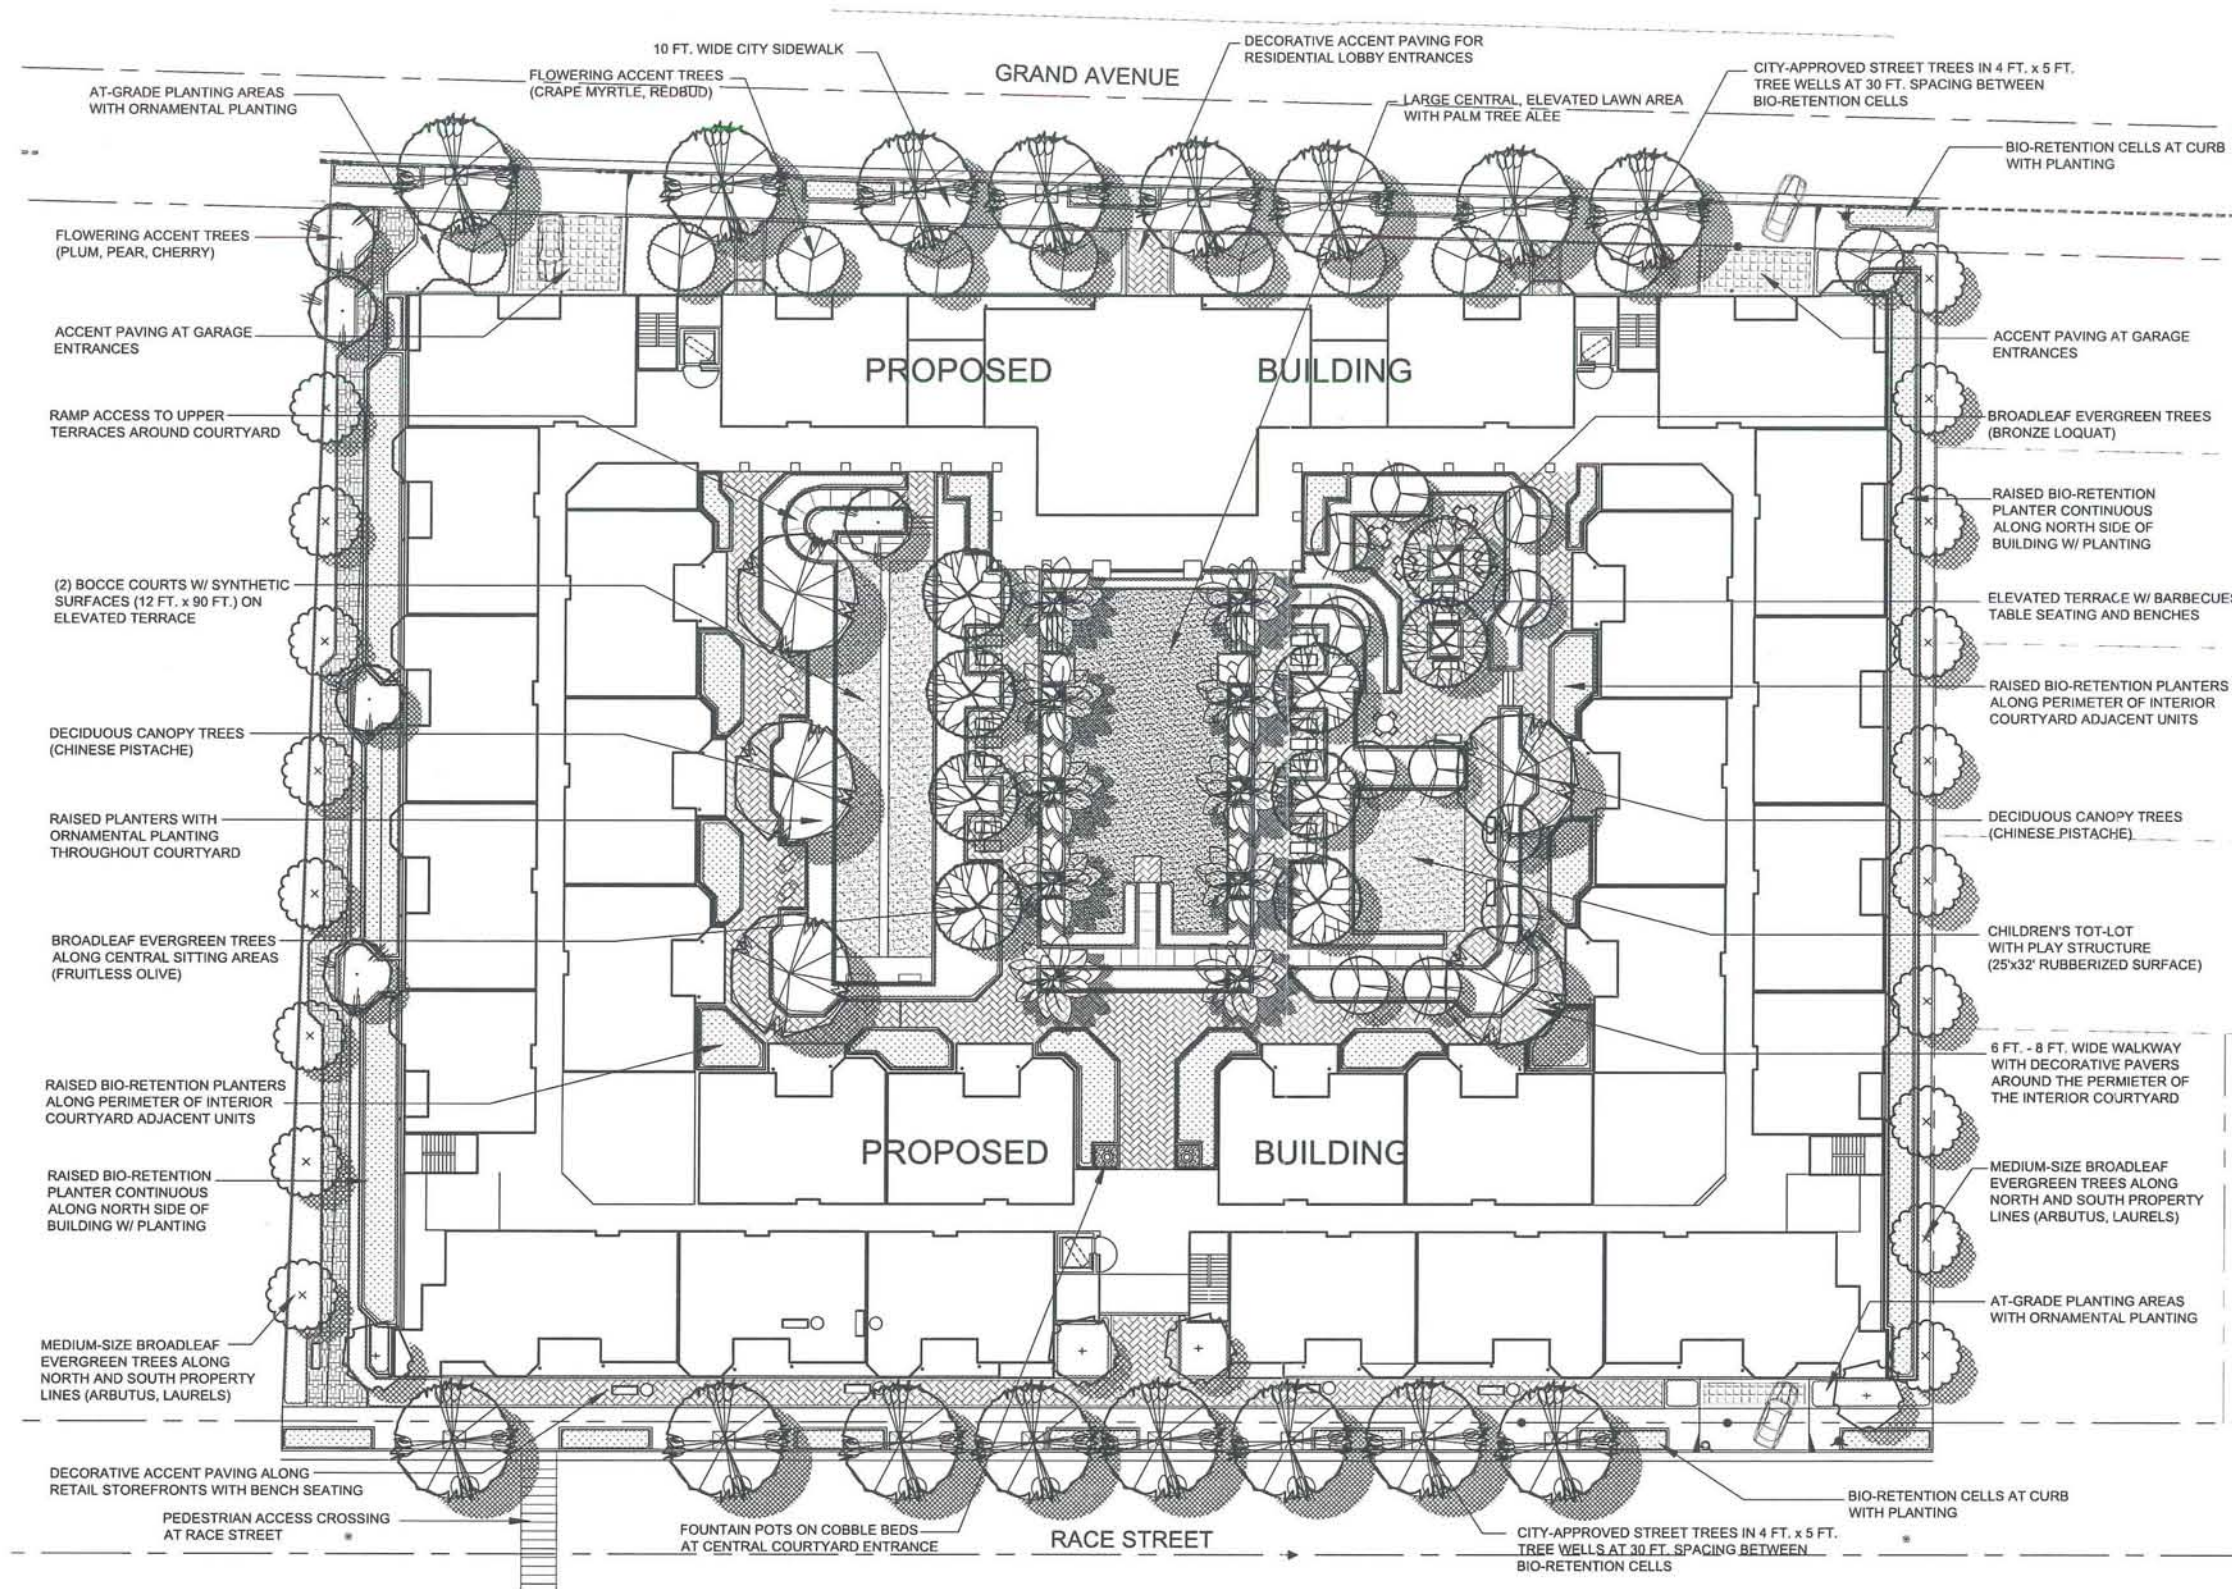 10 FT. WIDE CITY SIDEWALK
FLOWERING ACCENT TREES
(CRAPE MYRTLE, REDBUD)
AT-GRADE PLANTING AREAS
WITH ORNAMENTAL PLANTING
GRAND AVENUE
DECORATIVE ACCENT PAVING FOR
RESIDENTIAL LOBBY ENTRANCES
LARGE CENTRAL, ELEVATED LAWN AREA
WITH PALM TREE ALEE
CITY-APPROVED STREET TREES IN 4 FT. x 5 FT.
TREE WELLS AT 30 FT. SPACING BETWEEN
BIO-RETENTION CELLS
BIO-RETENTION CELLS AT CURB
WITH PLANTING
FLOWERING ACCENT TREES
(PLUM, PEAR, CHERRY)
ACCENT PAVING AT GARAGE
ENTRANCES
RAMP ACCESS TO UPPER
TERRACES AROUND COURTYARD
(2) BOCCE COURTS W/ SYNTHETIC
SURFACES (12 FT. x 90 FT.) ON
ELEVATED TERRACE
DECIDUOUS CANOPY TREES
(CHINESE PISTACHE)
RAISED PLANTERS WITH
ORNAMENTAL PLANTING
THROUGHOUT COURTYARD
BROADLEAF EVERGREEN TREES
ALONG CENTRAL SITTING AREAS
(FRUITLESS OLIVE)
RAISED BIO-RETENTION PLANTERS
ALONG PERIMETER OF INTERIOR
COURTYARD ADJACENT UNITS
RAISED BIO-RETENTION
PLANTER CONTINUOUS
ALONG NORTH SIDE OF
BUILDING W/ PLANTING
MEDIUM-SIZE BROADLEAF
EVERGREEN TREES ALONG
NORTH AND SOUTH PROPERTY
LINES (ARBUTUS, LAURELS)
DECORATIVE ACCENT PAVING ALONG
RETAIL STOREFRONTS WITH BENCH SEATING
PEDESTRIAN ACCESS CROSSING
AT RACE STREET
PROPOSED BUILDING
PROPOSED BUILDING
ACCENT PAVING AT GARAGE
ENTRANCES
BROADLEAF EVERGREEN TREES
(BRONZE LOQUAT)
RAISED BIO-RETENTION
PLANTER CONTINUOUS
ALONG NORTH SIDE OF
BUILDING W/ PLANTING
ELEVATED TERRACE W/ BARBECUES
TABLE SEATING AND BENCHES
RAISED BIO-RETENTION PLANTERS
ALONG PERIMETER OF INTERIOR
COURTYARD ADJACENT UNITS
DECIDUOUS CANOPY TREES
(CHINESE PISTACHE)
CHILDREN'S TOT-LOT
WITH PLAY STRUCTURE
(25'x32' RUBBERIZED SURFACE)
6 FT. - 8 FT. WIDE WALKWAY
WITH DECORATIVE PAVERS
AROUND THE PERMIETER OF
THE INTERIOR COURTYARD
MEDIUM-SIZE BROADLEAF
EVERGREEN TREES ALONG
NORTH AND SOUTH PROPERTY
LINES (ARBUTUS, LAURELS)
AT-GRADE PLANTING AREAS
WITH ORNAMENTAL PLANTING
BIO-RETENTION CELLS AT CURB
WITH PLANTING
FOUNTAIN POTS ON COBBLE BEDS
AT CENTRAL COURTYARD ENTRANCE
RACE STREET
CITY-APPROVED STREET TREES IN 4 FT. x 5 FT.
TREE WELLS AT 30 FT. SPACING BETWEEN
BIO-RETENTION CELLS